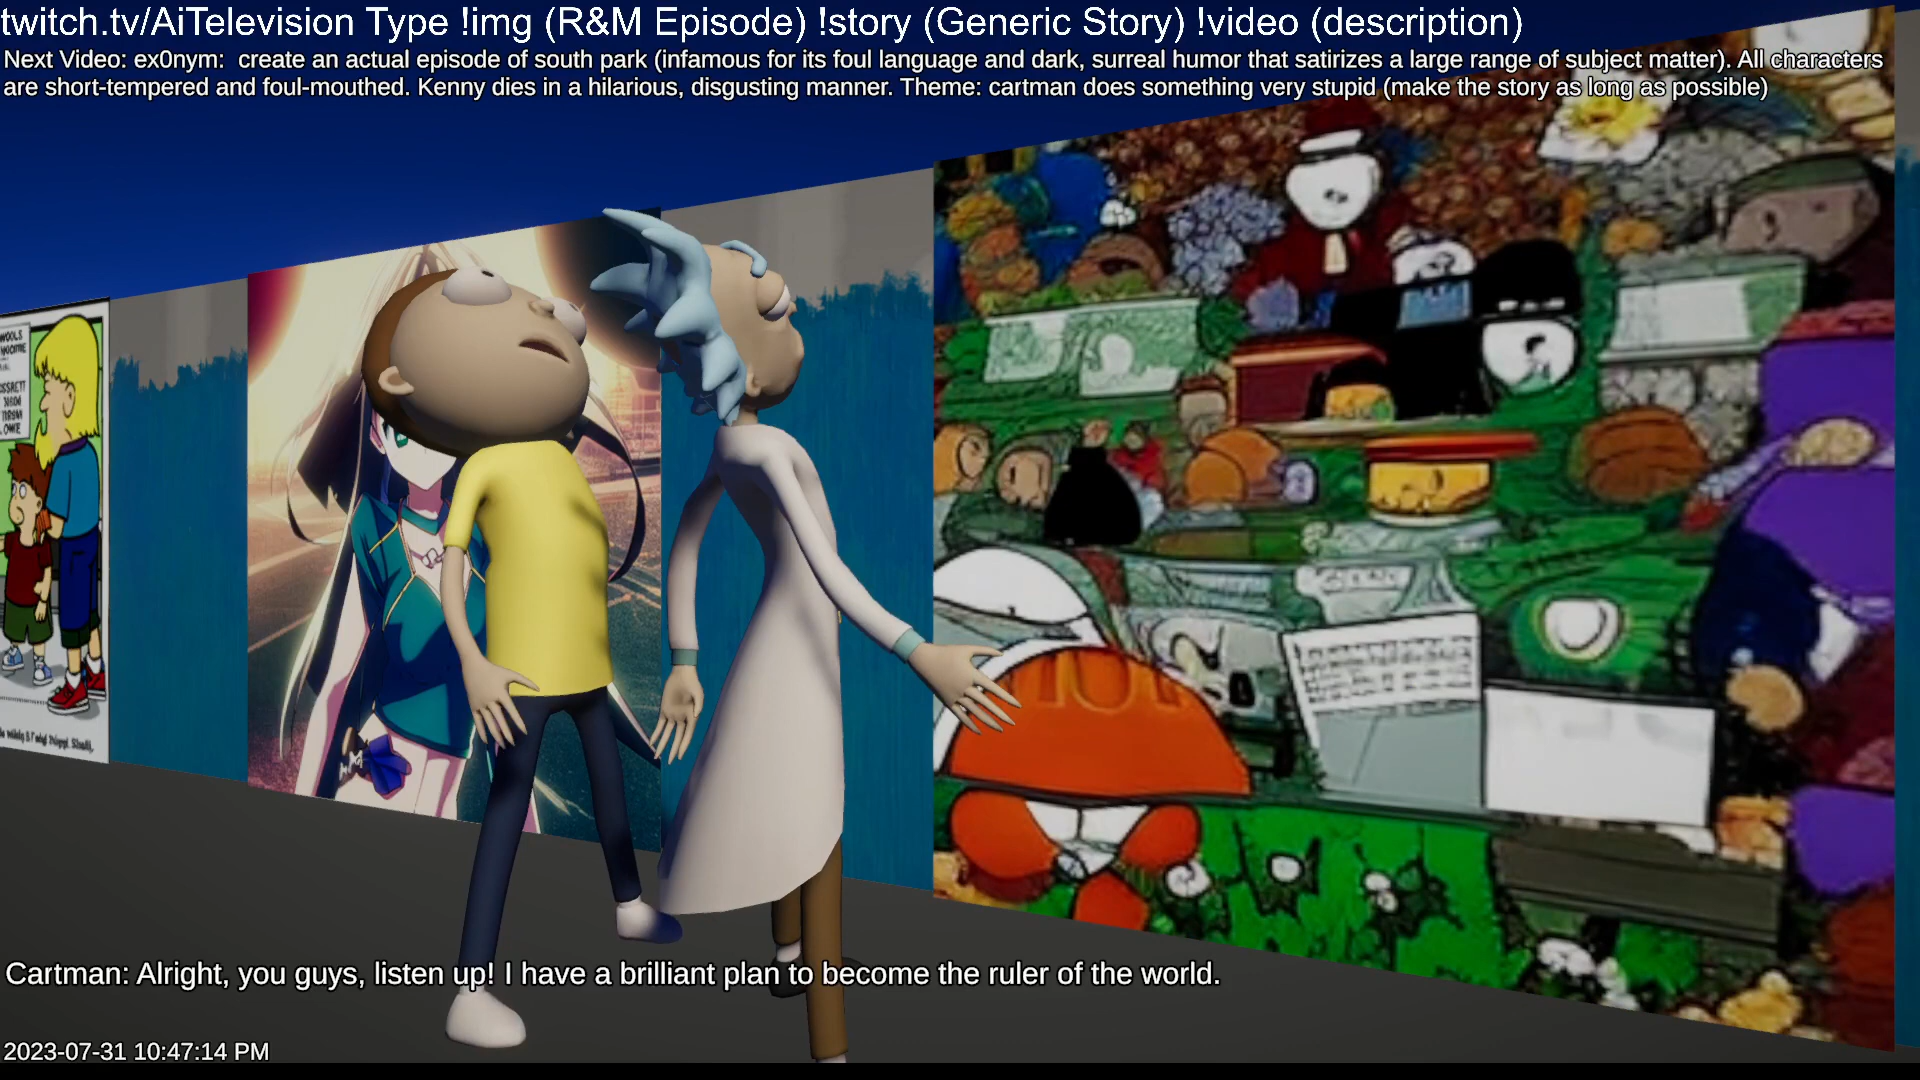 twitch.tv/AiTelevision Type !img (R&M Episode) !story (Generic Story) !video (description)
Next Video: ex0nym:  create an actual episode of south park (infamous for its foul language and dark, surreal humor that satirizes a large range of subject matter). All characters
are short-tempered and foul-mouthed. Kenny dies in a hilarious, disgusting manner. Theme: cartman does something very stupid (make the story as long as possible)
Cartman: Alright, you guys, listen up! I have a brilliant plan to become the ruler of the world.
2023-07-31 10:47:14 PM